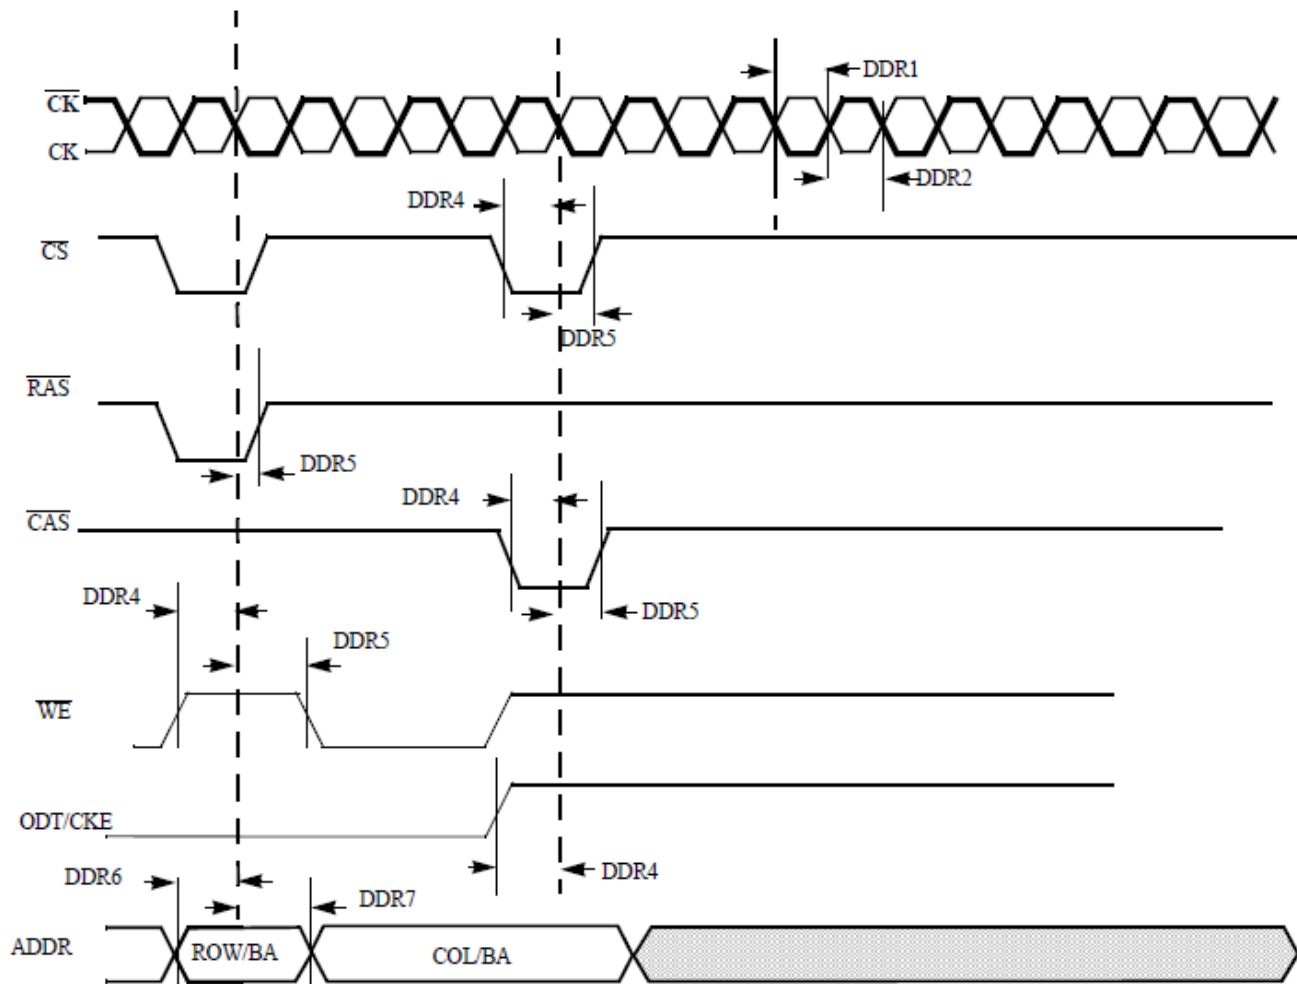 DDR1
CK
CK
DDR2
DDR4
CS
DDR5
RAS
DDR5
DDR4
CAS
DDR4
DDR5
DDR5
WE
ODT/CKE
DDR4
DDR6
DDR7
ADDR
ROW/BA
COL/BA